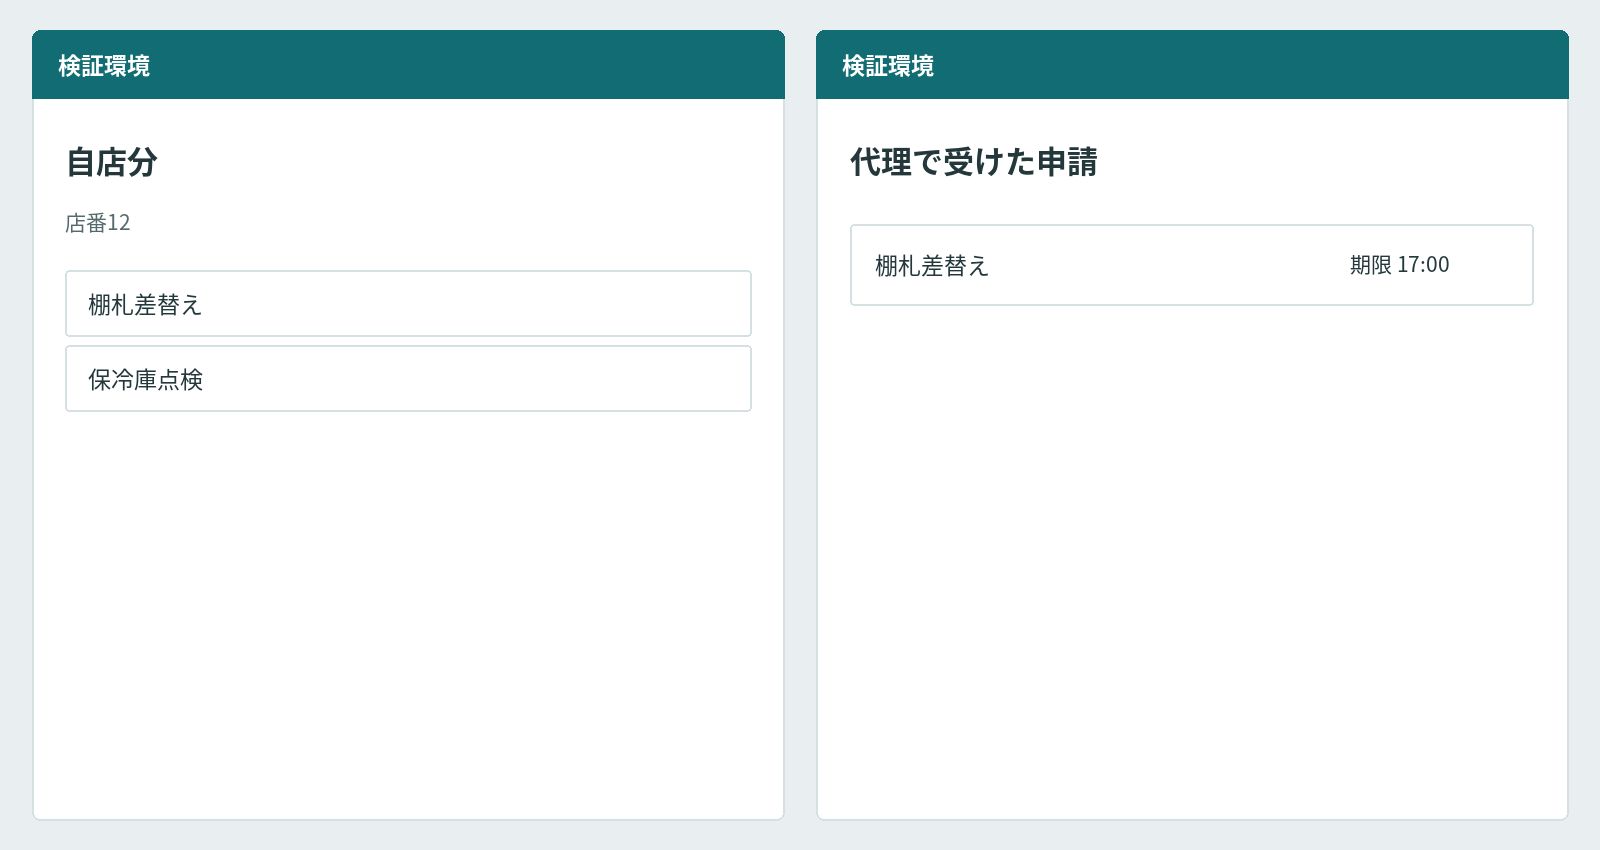 検証環境
自店分
店番12
棚札差替え
保冷庫点検
検証環境
代理で受けた申請
棚札差替え 期限 17:00